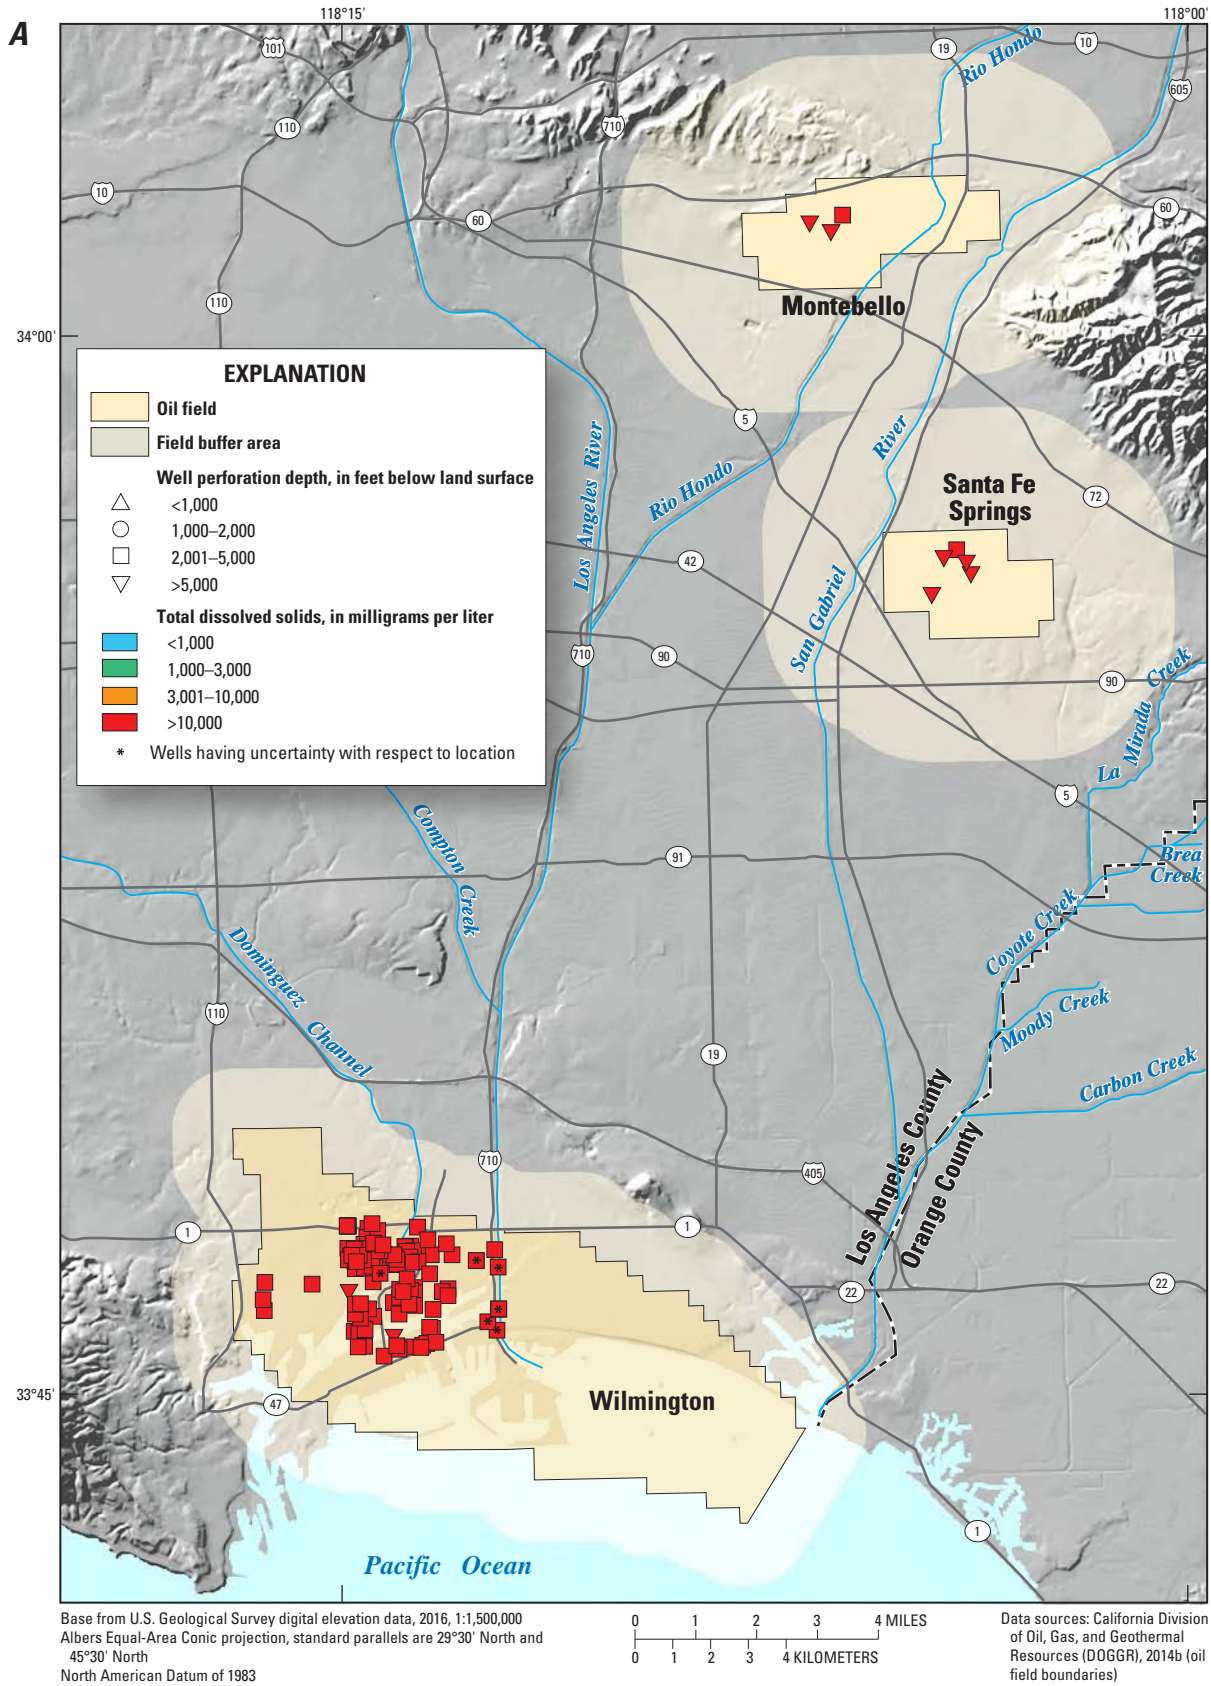 A
118°15'
118°00'
101
19
Rio Hondo
10
605
110
710
10
60
60
110
Montebello
34°00'
EXPLANATION
Oil field
Field buffer area
Well perforation depth, in feet below land surface
<1,000
1,000–2,000
2,001–5,000
>5,000
Total dissolved solids, in milligrams per liter
<1,000
1,000–3,000
3,001–10,000
>10,000
* Wells having uncertainty with respect to location
5
Los Angeles River
Rio Hondo
River
San Gabriel
Santa Fe
Springs
72
42
710
90
90
La Mirada Creek
5
Compton
Creek
91
Brea
Creek
Coyote Creek
Dominguez
Channel
110
Moody Creek
19
Carbon Creek
Los Angeles County
Orange County
710
405
1
1
22
22
33°45'
47
Wilmington
1
Pacific Ocean
Base from U.S. Geological Survey digital elevation data, 2016, 1:1,500,000
Albers Equal-Area Conic projection, standard parallels are 29°30' North and
45°30' North
North American Datum of 1983
0 1 2 3 4 MILES
0 1 2 3 4 KILOMETERS
Data sources: California Division
of Oil, Gas, and Geothermal
Resources (DOGGR), 2014b (oil
field boundaries)